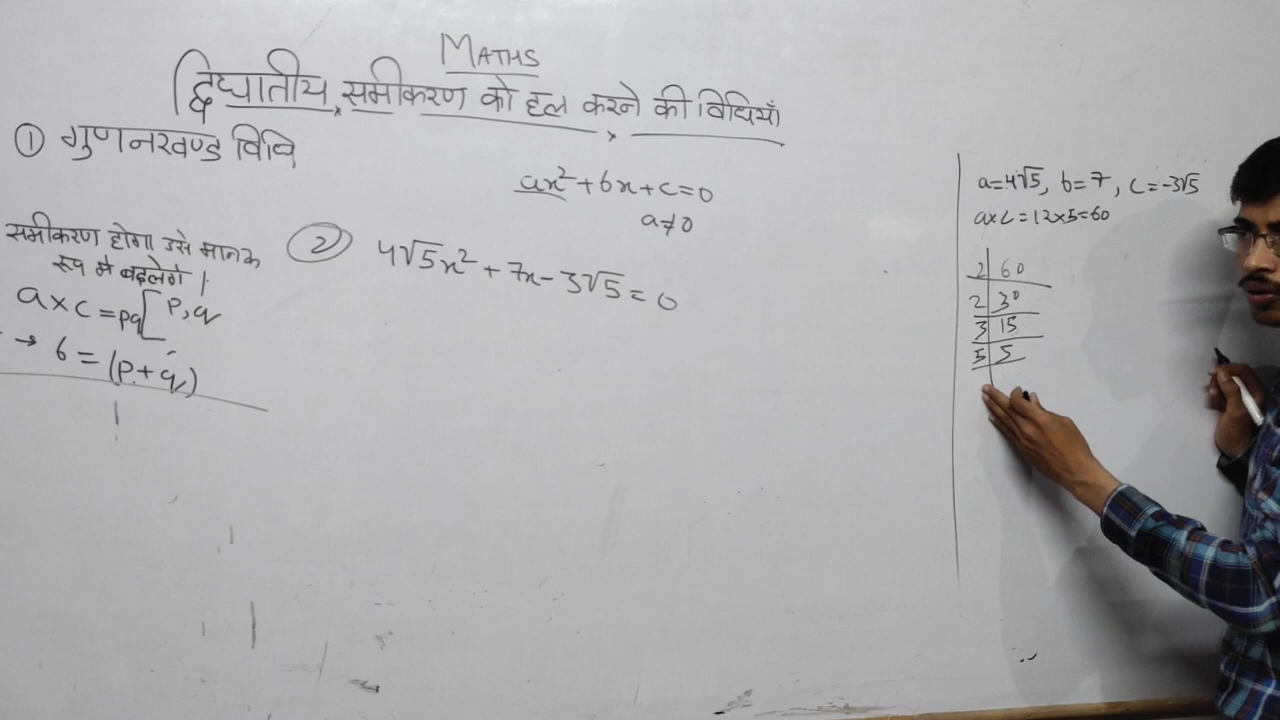 MATHS
द्विघातीय समीकरण को हल करने की विधियाँ
① गुणनखण्ड विधि
ax²+bx+c=0
a≠0
समीकरण होगा उसे मानक
रूप में बदलेगे।
a×c=pq[p,q
→ b=(p+q)
② 4√5x²+7x-3√5=0
a=4√5, b=7, c=-3√5
a×c=12×5=60
2|60
2|30
3|15
5|5